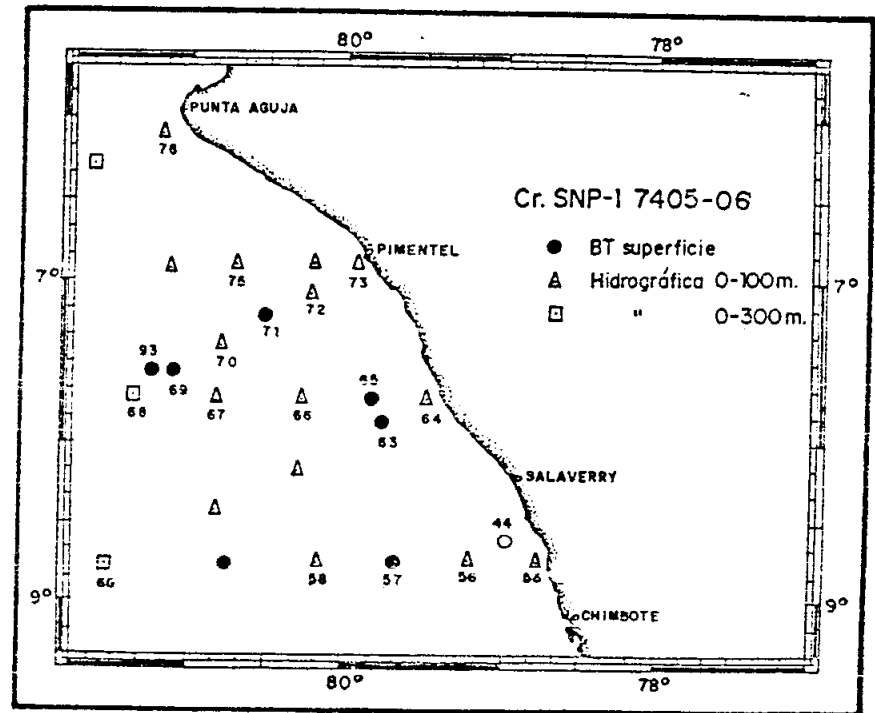 80° 78°
PUNTA AGUJA
76
Cr. SNP-1 7405-06
PIMENTEL
● BT superficie
7° 75 73 △ Hidrográfica 0-100m. 7°
72
71 □ " 0-300m.
70
93
69 65
68 67 66 64
63
SALAVERRY
44
60 58 57 56 56
9° 9°
CHIMBOTE
80° 78°